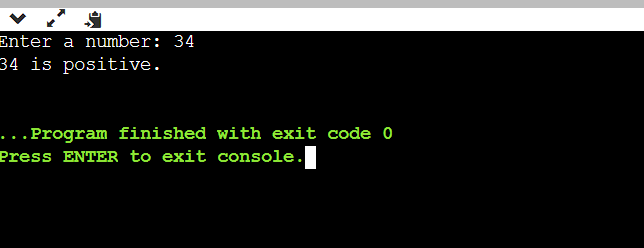 Enter a number: 34
34 is positive.
...Program finished with exit code 0
Press ENTER to exit console.